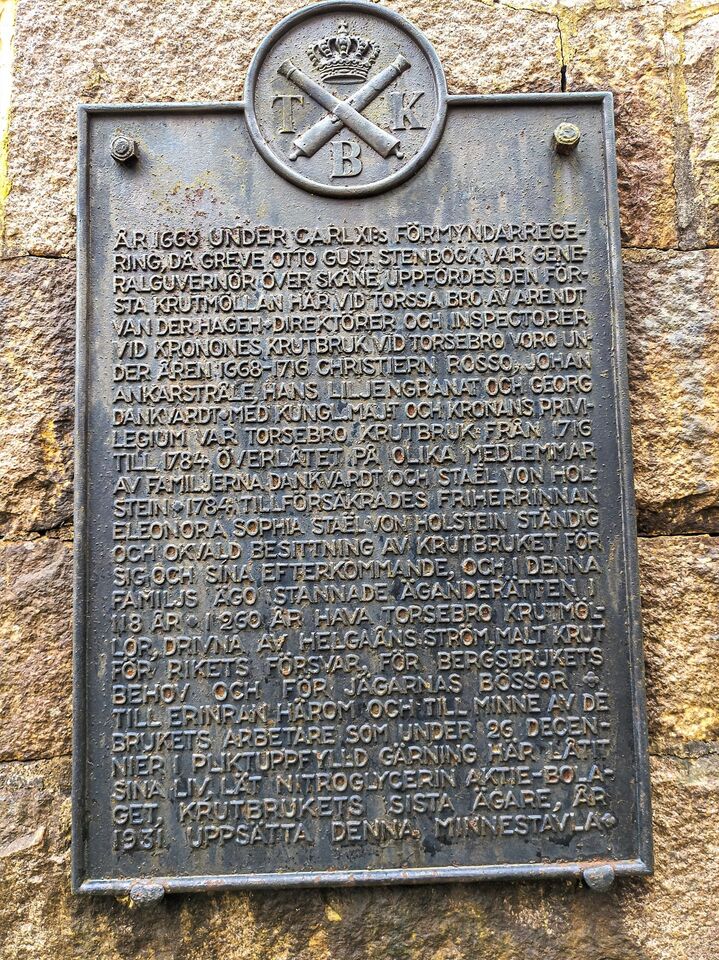 T K
B
ÅR 1663 UNDER CARL XI:s FÖRMYNDARREGE-
RING, DÅ GREVE OTTO GUST. STENBOCK VAR GENE-
RALGUVERNÖR ÖVER SKÅNE, UPPFÖRDES DEN FÖR-
STA KRUTMÖLLAN HÄR VID TORSSA BRO AV ARENDT
VAN DER HAGEH • DIREKTÖRER OCH INSPECTORER
VID KRONONES KRUTBRUK VID TORSEBRO VORO UN
DER ÅREN 1668-1716 CHRISTIERN ROSSO, JOHAN
ANKARSTRÅLE, HANS LILJENGRANAT OCH GEORG
DANKVARDT • MED KUNGL. MAJ:T OCH KRONANS PRIVI-
LEGIUM VAR TORSEBRO KRUTBRUK FRÅN 1716
TILL 1784 ÖVERLÅTET PÅ OLIKA MEDLEMMAR
AV FAMILJERNA DANKVARDT OCH STAËL VON HOL-
STEIN • 1784 TILLFÖRSÄKRADES FRIHERRINNAN
ELEONORA SOPHIA STAËL VON HOLSTEIN STÄNDIG
OCH OKVALD BESITTNING AV KRUTBRUKET FÖR
SIG OCH SINA EFTERKOMMANDE, OCH I DENNA
FAMILJS ÄGO STANNADE ÄGANDERÄTTEN I
118 ÅR • I 260 ÅR HAVA TORSEBRO KRUTMÖL-
LOR, DRIVNA AV HELGAÅNS STRÖM, MALT KRUT
FÖR RIKETS FÖRSVAR, FÖR BERGSBRUKETS
BEHOV OCH FÖR JÄGARNAS BÖSSOR •
TILL ERINRAN HÄROM OCH TILL MINNE AV DE
BRUKETS ARBETARE SOM UNDER 26 DECEN-
NIER I PLIKTUPPFYLLD GÄRNING HÄR LÅTT
SINA LIV, LÄT NITROGLYCERIN AKTIE-BOLA-
GET, KRUTBRUKETS SISTA ÄGARE, ÅR
1931 UPPSÄTTA DENNA MINNESTAVLA •